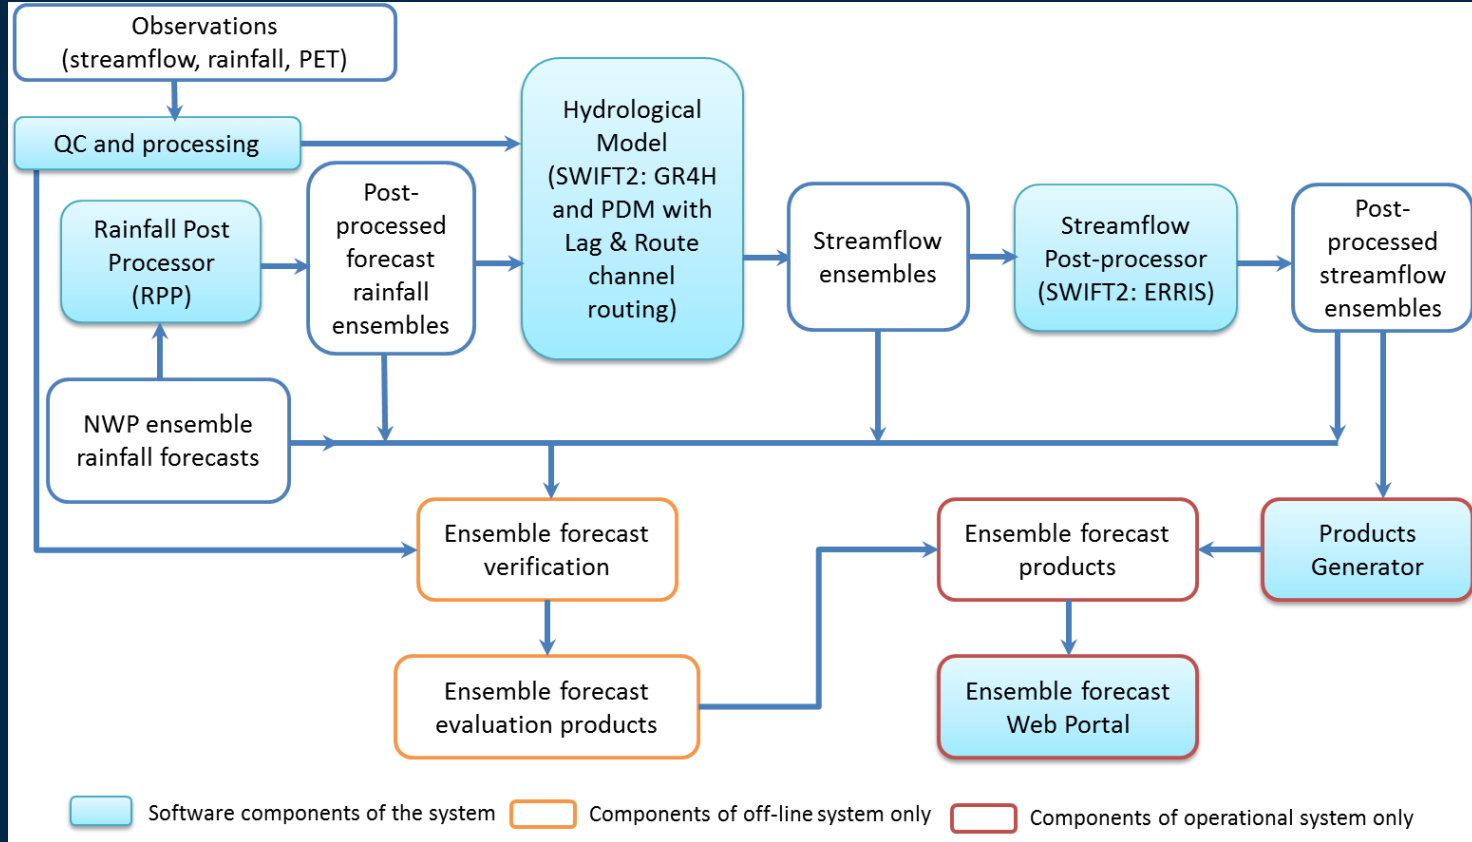 Observations
(streamflow, rainfall, PET)
QC and processing
Rainfall Post
Processor
(RPP)
Post-
processed
forecast
rainfall
ensembles
Hydrological
Model
(SWIFT2: GR4H
and PDM with
Lag & Route
channel
routing)
Streamflow
ensembles
Streamflow
Post-processor
(SWIFT2: ERRIS)
Post-
processed
streamflow
ensembles
NWP ensemble
rainfall forecasts
Ensemble forecast
verification
Ensemble forecast
products
Products
Generator
Ensemble forecast
evaluation products
Ensemble forecast
Web Portal
Software components of the system
Components of off-line system only
Components of operational system only